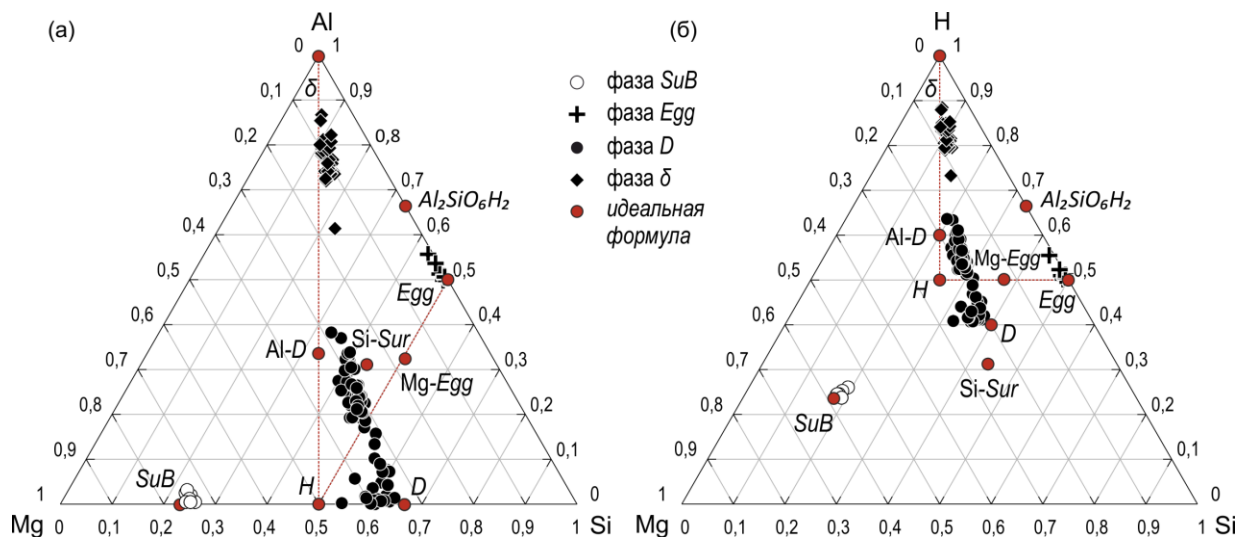 (а)
Al
0 1
δ
0,1 0,9
0,2 0,8
0,3 0,7
Al₂SiO₆H₂
0,4 0,6
0,5 0,5
Egg
0,6 0,4
Al-D Si-Sur
0,7 0,3
Mg-Egg
0,8 0,2
0,9 0,1
SuB H D
1 0
Mg 0 0,1 0,2 0,3 0,4 0,5 0,6 0,7 0,8 0,9 1 Si
фаза SuB
фаза Egg
фаза D
фаза δ
идеальная
формула
(б)
H
0 1
δ
0,1 0,9
0,2 0,8
0,3 0,7
Al₂SiO₆H₂
0,4 0,6
Al-D
Mg-Egg
0,5 0,5
H Egg
0,6 0,4
D
0,7 0,3
Si-Sur
0,8 0,2
SuB
0,9 0,1
1 0
Mg 0 0,1 0,2 0,3 0,4 0,5 0,6 0,7 0,8 0,9 1 Si